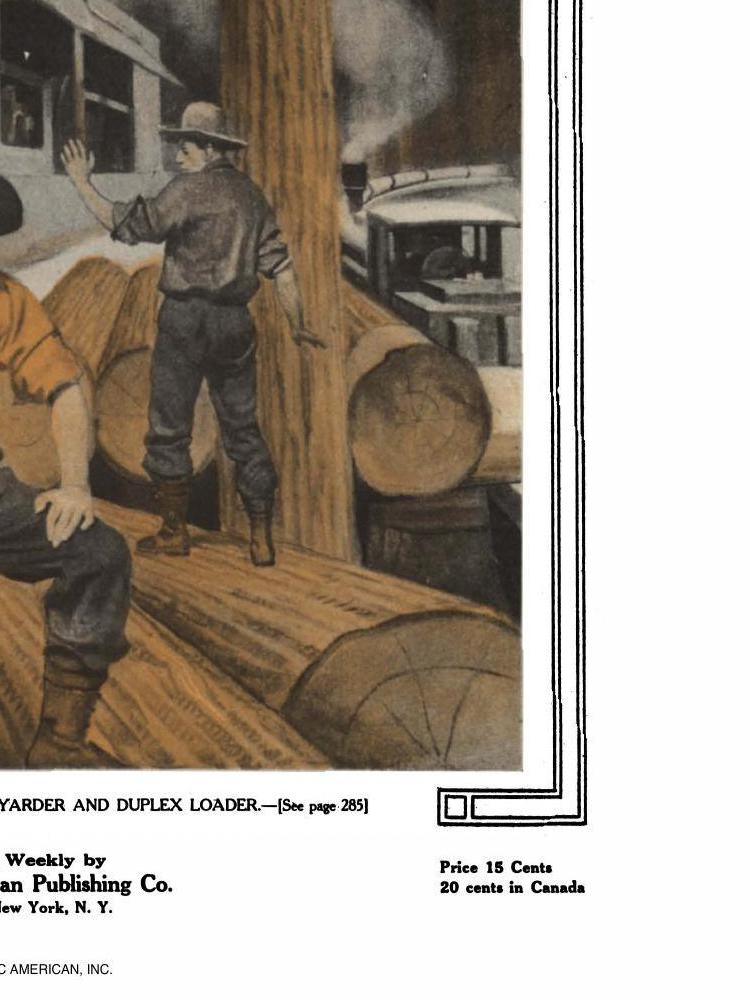 YARDER AND DUPLEX LOADER.—[See page 285]
Weekly by
an Publishing Co.
New York, N. Y.
Price 15 Cents
20 cents in Canada
C AMERICAN, INC.